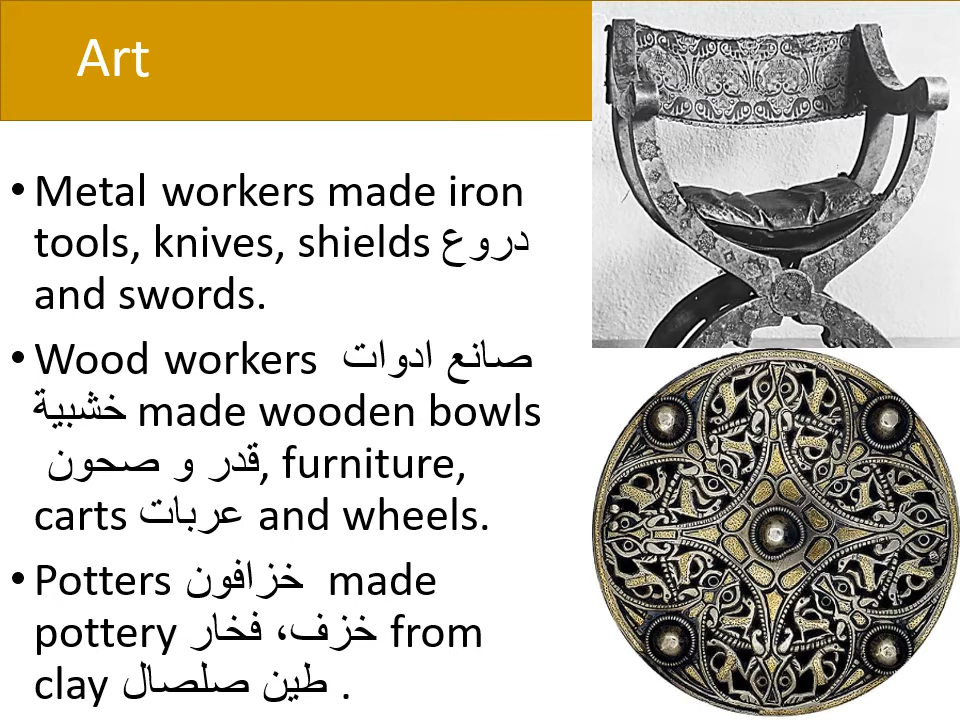 Art
• Metal workers made iron
tools, knives, shields دروع
and swords.
• Wood workers صانع ادوات
خشبية made wooden bowls
قدر و صحون, furniture,
carts عربات and wheels.
• Potters خزافون made
pottery خزف، فخار from
clay طين صلصال .